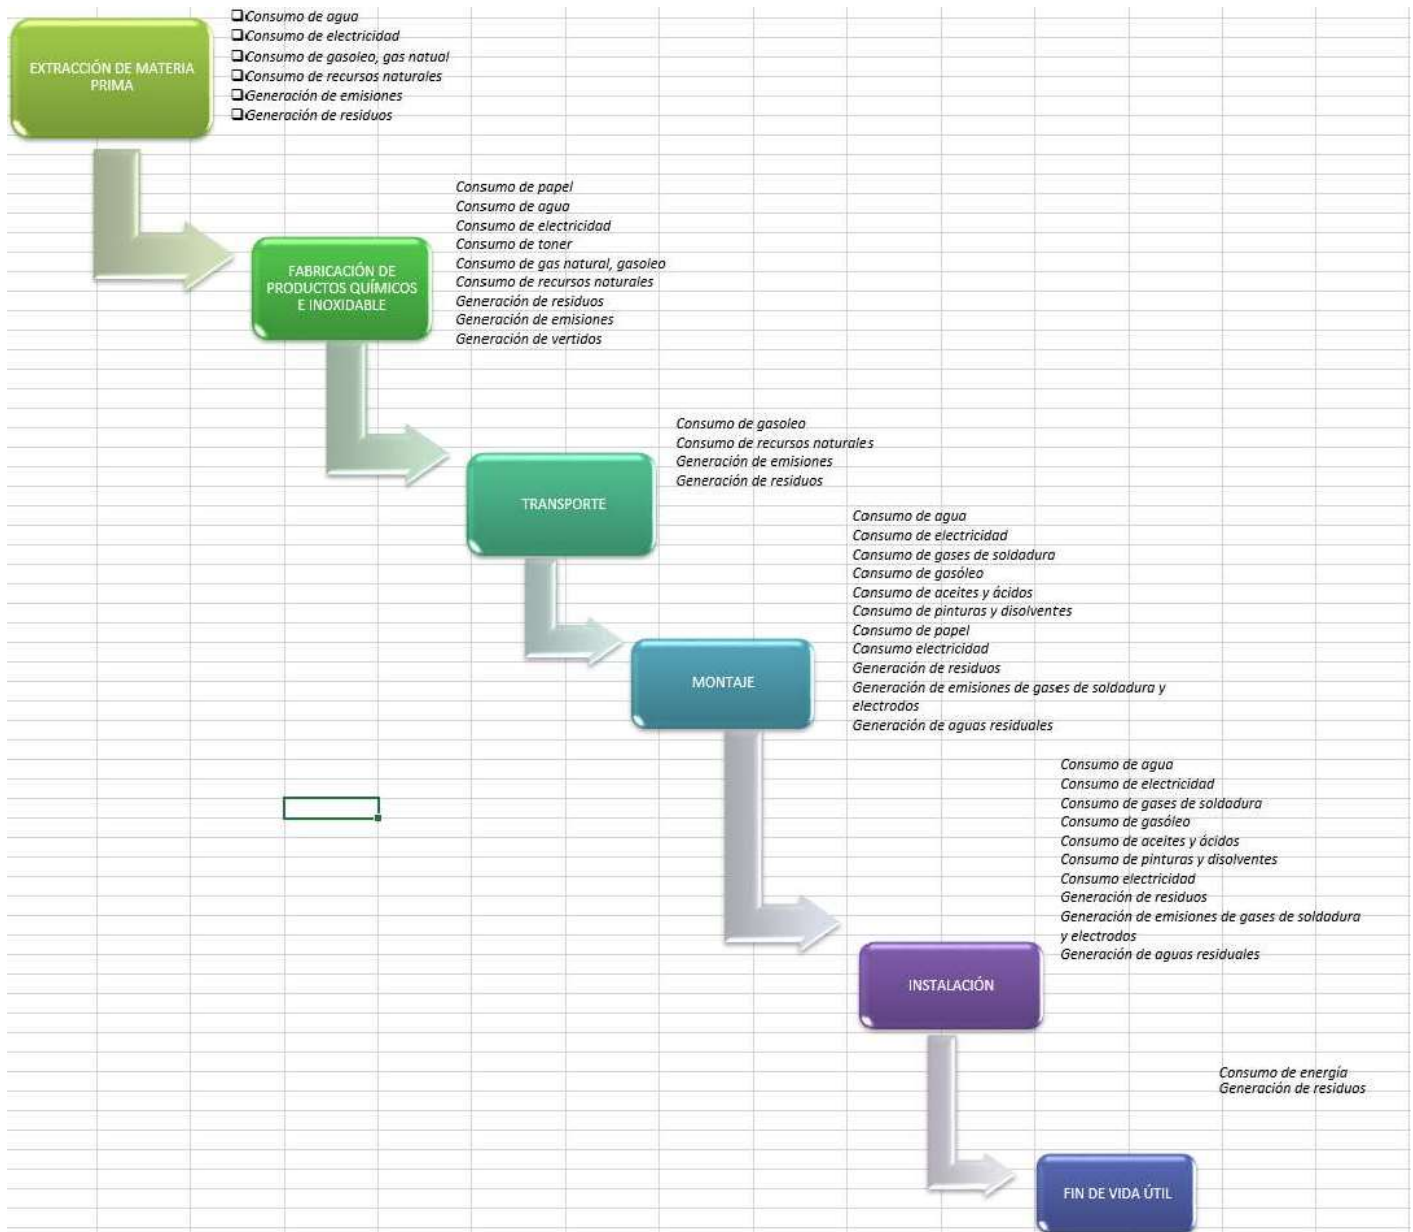 Consumo de agua
Consumo de electricidad
Consumo de gasoleo, gas natual
Consumo de recursos naturales
Generación de emisiones
Generación de residuos
EXTRACCIÓN DE MATERIA
PRIMA
Consumo de papel
Consumo de agua
Consumo de electricidad
Consumo de toner
Consumo de gas natural, gasoleo
Consumo de recursos naturales
Generación de residuos
Generación de emisiones
Generación de vertidos
FABRICACIÓN DE
PRODUCTOS QUÍMICOS
E INOXIDABLE
Consumo de gasoleo
Consumo de recursos naturales
Generación de emisiones
Generación de residuos
TRANSPORTE
Consumo de agua
Consumo de electricidad
Consumo de gases de soldadura
Consumo de gasóleo
Consumo de aceites y ácidos
Consumo de pinturas y disolventes
Consumo de papel
Consumo electricidad
Generación de residuos
Generación de emisiones de gases de soldadura y
electrodos
Generación de aguas residuales
MONTAJE
Consumo de agua
Consumo de electricidad
Consumo de gases de soldadura
Consumo de gasóleo
Consumo de aceites y ácidos
Consumo de pinturas y disolventes
Consumo electricidad
Generación de residuos
Generación de emisiones de gases de soldadura
y electrodos
Generación de aguas residuales
INSTALACIÓN
Consumo de energía
Generación de residuos
FIN DE VIDA ÚTIL